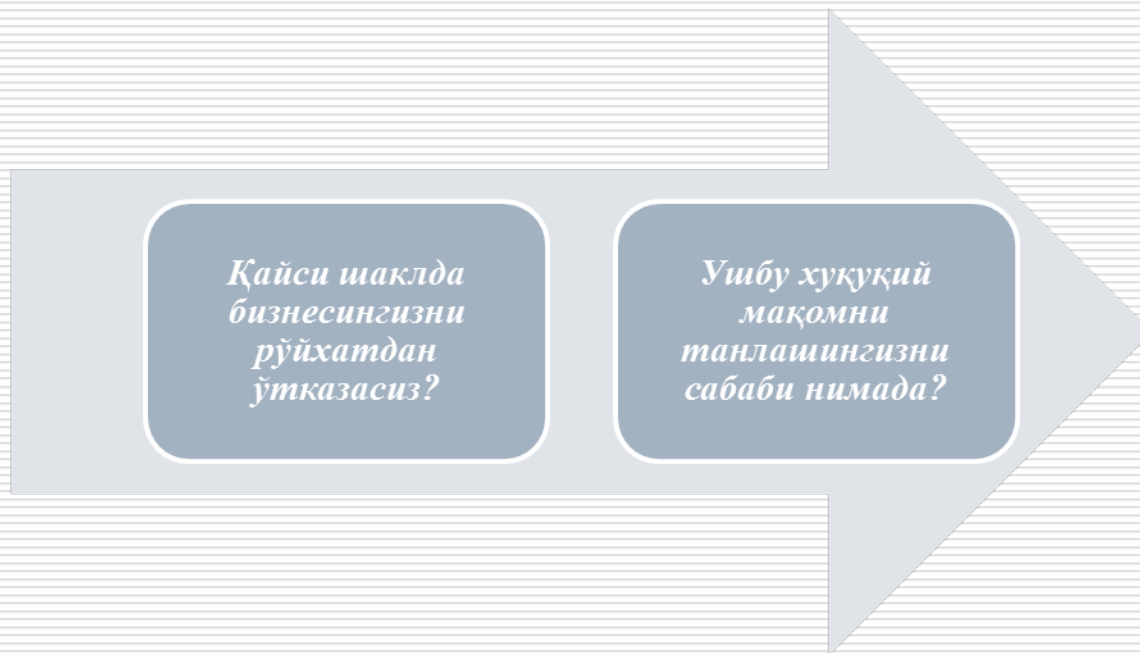 Қайси шаклда
бизнесингизни
рўйхатдан
ўтказасиз?
Ушбу хуқуқий
мақомни
танлашингизни
сабаби нимада?